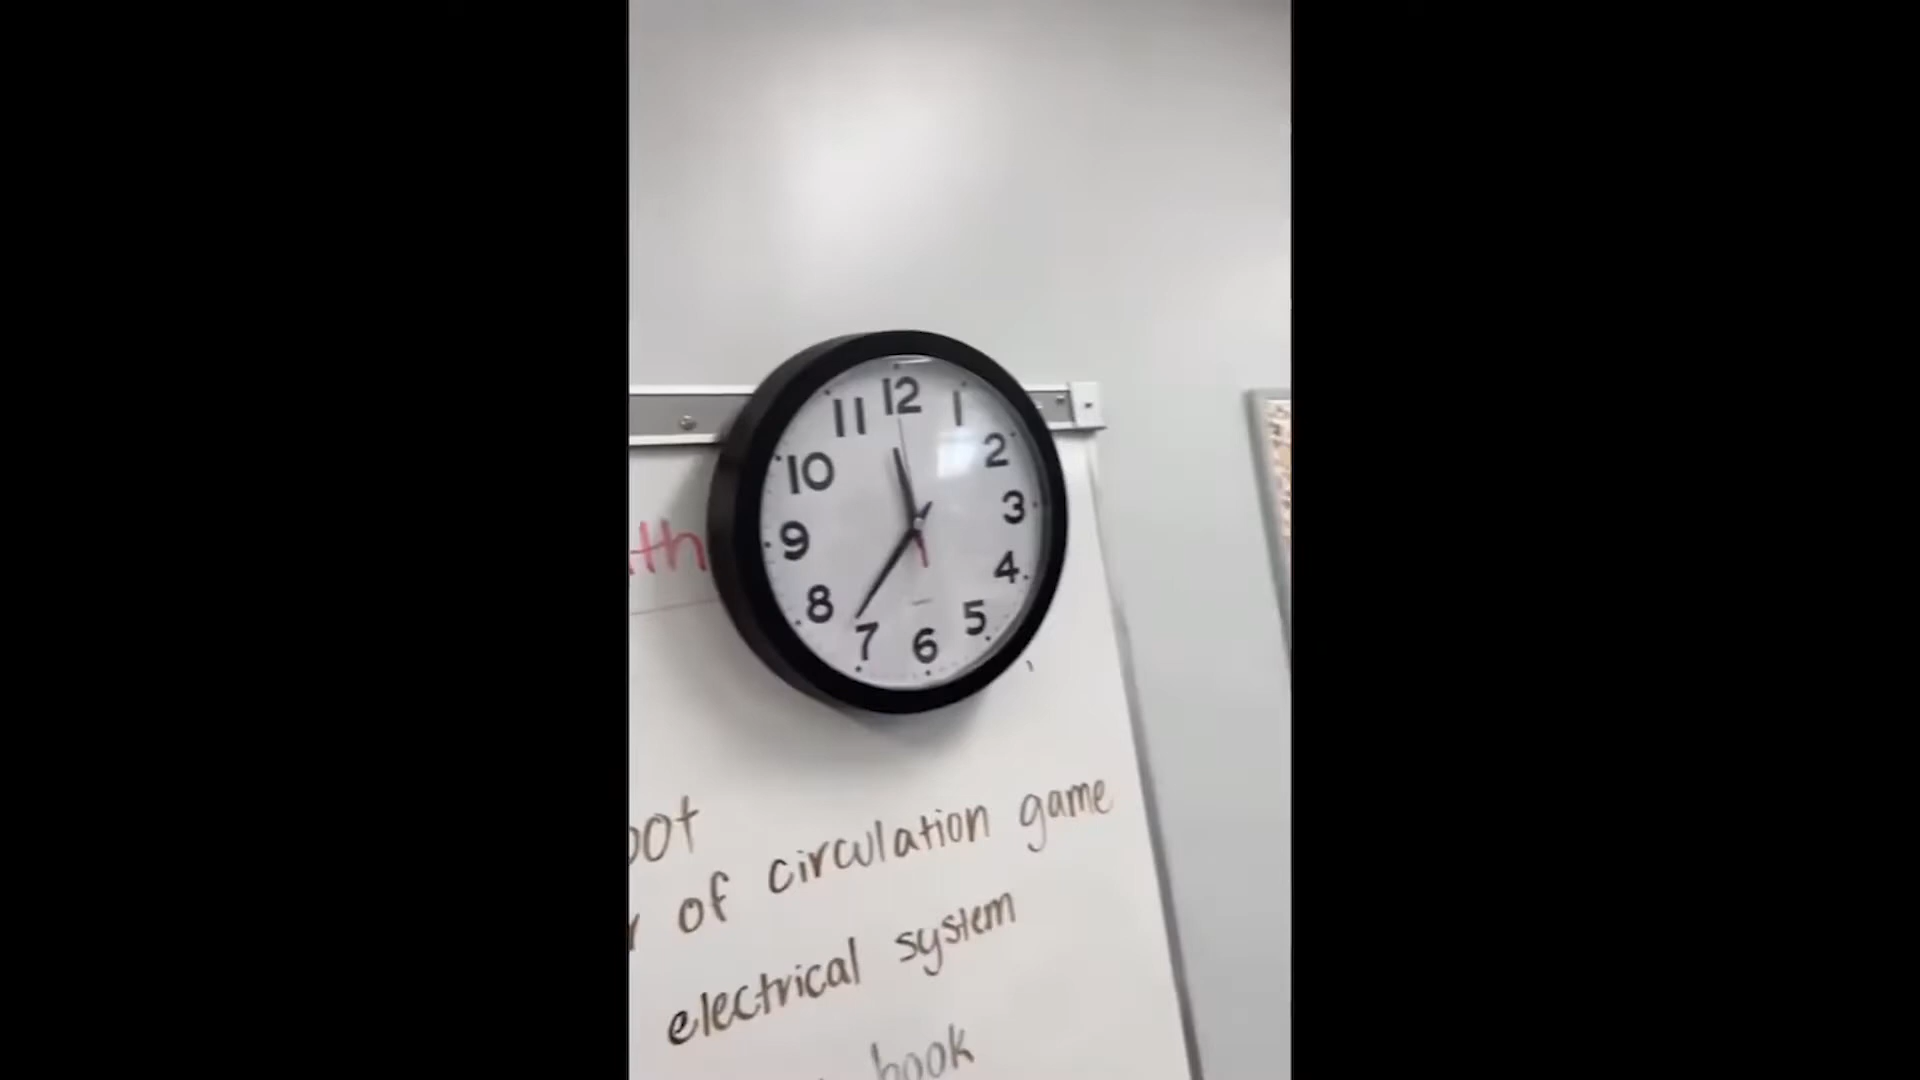 12
11
1
10
2
9
3
8
4
7
5
6
th
oot
of circulation game
electrical system
book